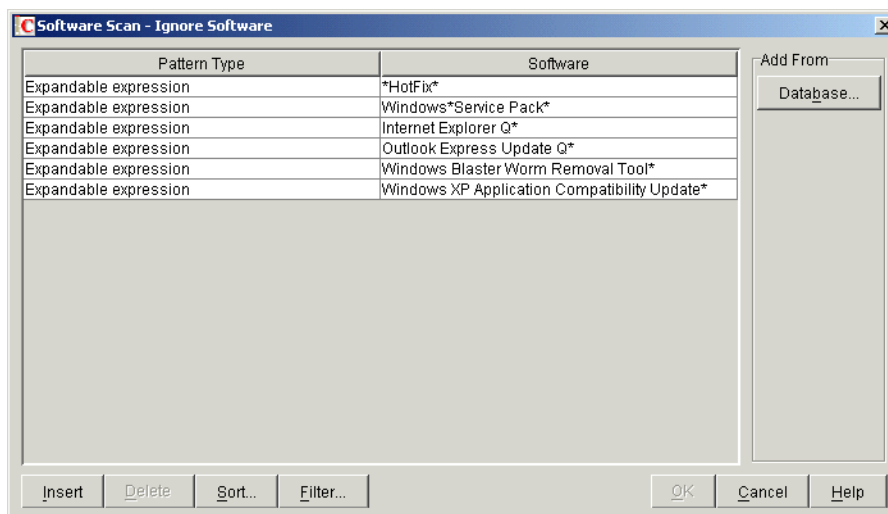 Software Scan - Ignore Software
Pattern Type Software
Expandable expression *HotFix*
Expandable expression Windows*Service Pack*
Expandable expression Internet Explorer Q*
Expandable expression Outlook Express Update Q*
Expandable expression Windows Blaster Worm Removal Tool*
Expandable expression Windows XP Application Compatibility Update*
Add From
Database...
Insert Delete Sort... Filter... OK Cancel Help